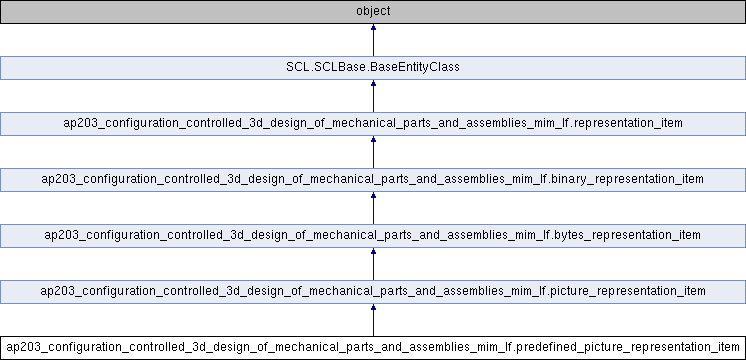 object
SCL.SCLBase.BaseEntityClass
ap203_configuration_controlled_3d_design_of_mechanical_parts_and_assemblies_mim_lf.representation_item
ap203_configuration_controlled_3d_design_of_mechanical_parts_and_assemblies_mim_lf.binary_representation_item
ap203_configuration_controlled_3d_design_of_mechanical_parts_and_assemblies_mim_lf.bytes_representation_item
ap203_configuration_controlled_3d_design_of_mechanical_parts_and_assemblies_mim_lf.picture_representation_item
ap203_configuration_controlled_3d_design_of_mechanical_parts_and_assemblies_mim_lf.predefined_picture_representation_item